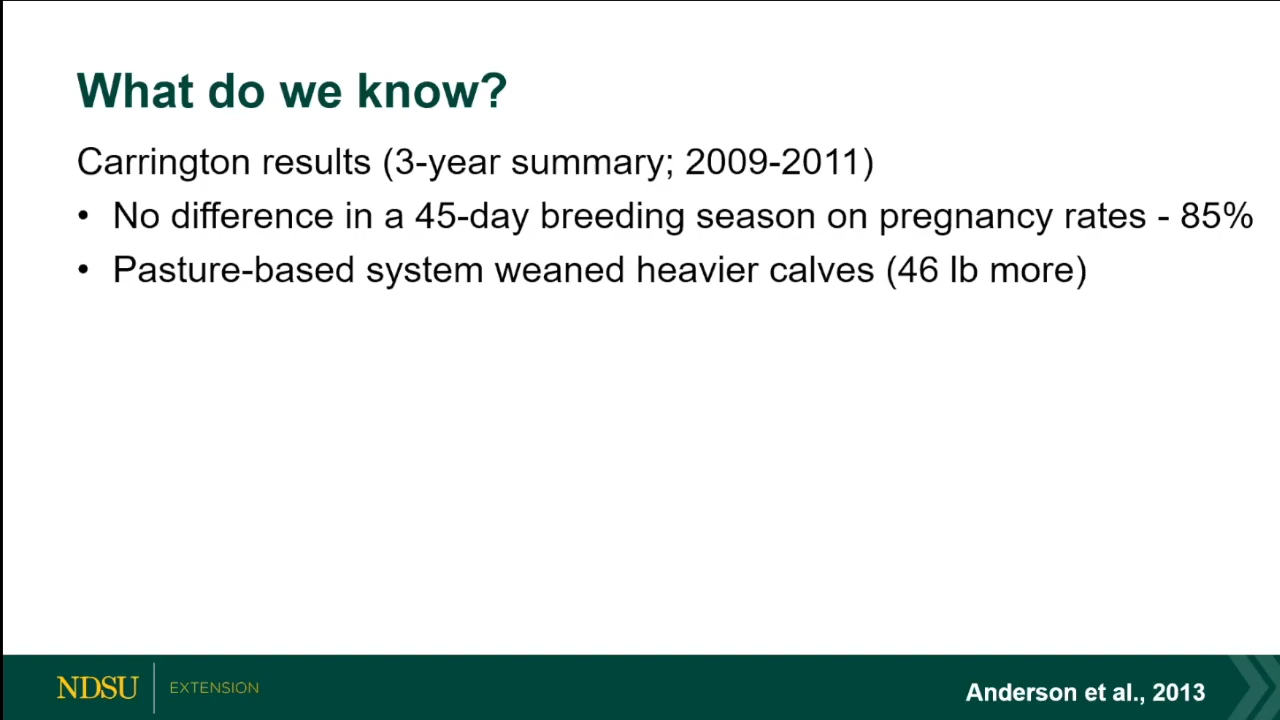 What do we know?
Carrington results (3-year summary; 2009-2011)
• No difference in a 45-day breeding season on pregnancy rates - 85%
• Pasture-based system weaned heavier calves (46 lb more)
NDSU EXTENSION
Anderson et al., 2013